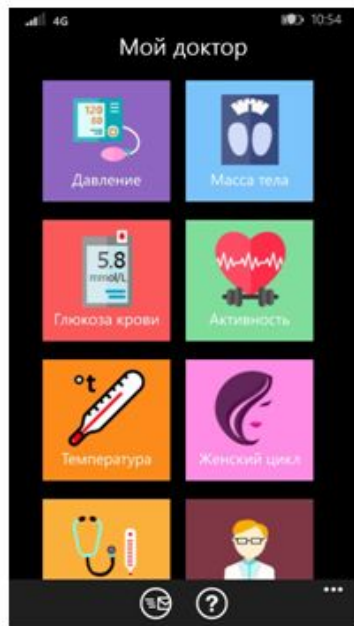 4G 10:54
Мой доктор
120
80
Давление
Масса тела
5.8
mmol/L
Глюкоза крови
Активность
°t
Температура
Женский цикл
?